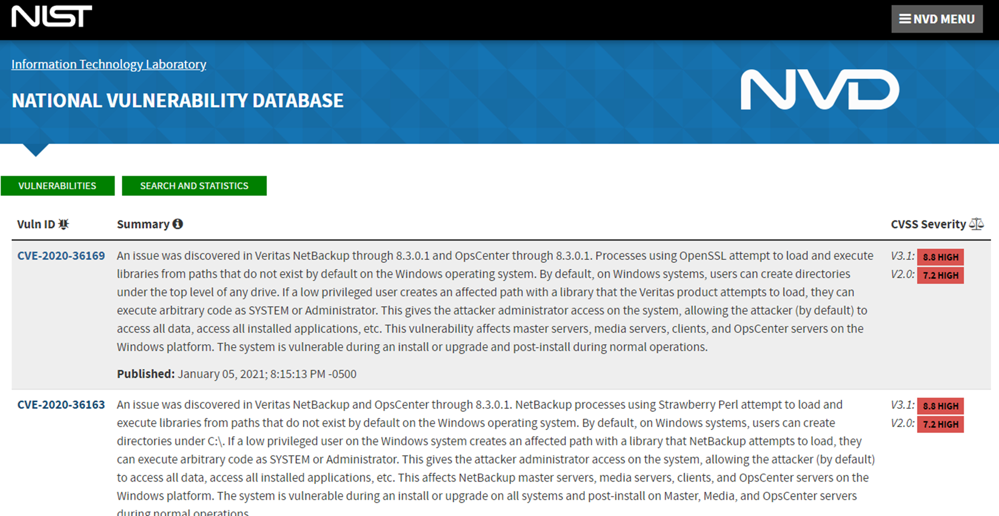 NIST
NVD MENU
Information Technology Laboratory
NVD
NATIONAL VULNERABILITY DATABASE
VULNERABILITIES
SEARCH AND STATISTICS
Vuln ID
Summary
CVSS Severity
CVE-2020-36169
An issue was discovered in Veritas NetBackup through 8.3.0.1 and OpsCenter through 8.3.0.1. Processes using OpenSSL attempt to load and execute
libraries from paths that do not exist by default on the Windows operating system. By default, on Windows systems, users can create directories
under the top level of any drive. If a low privileged user creates an affected path with a library that the Veritas product attempts to load, they can
execute arbitrary code as SYSTEM or Administrator. This gives the attacker administrator access on the system, allowing the attacker (by default) to
access all data, access all installed applications, etc. This vulnerability affects master servers, media servers, clients, and OpsCenter servers on the
Windows platform. The system is vulnerable during an install or upgrade and post-install during normal operations.
Published: January 05, 2021; 8:15:13 PM -0500
V3.1: 8.8 HIGH
V2.0: 7.2 HIGH
CVE-2020-36163
An issue was discovered in Veritas NetBackup and OpsCenter through 8.3.0.1. NetBackup processes using Strawberry Perl attempt to load and
execute libraries from paths that do not exist by default on the Windows operating system. By default, on Windows systems, users can create
directories under C:\. If a low privileged user on the Windows system creates an affected path with a library that NetBackup attempts to load, they
can execute arbitrary code as SYSTEM or Administrator. This gives the attacker administrator access on the system, allowing the attacker (by default)
to access all data, access all installed applications, etc. This affects NetBackup master servers, media servers, clients, and OpsCenter servers on the
Windows platform. The system is vulnerable during an install or upgrade on all systems and post-install on Master, Media, and OpsCenter servers
during normal operations.
V3.1: 8.8 HIGH
V2.0: 7.2 HIGH